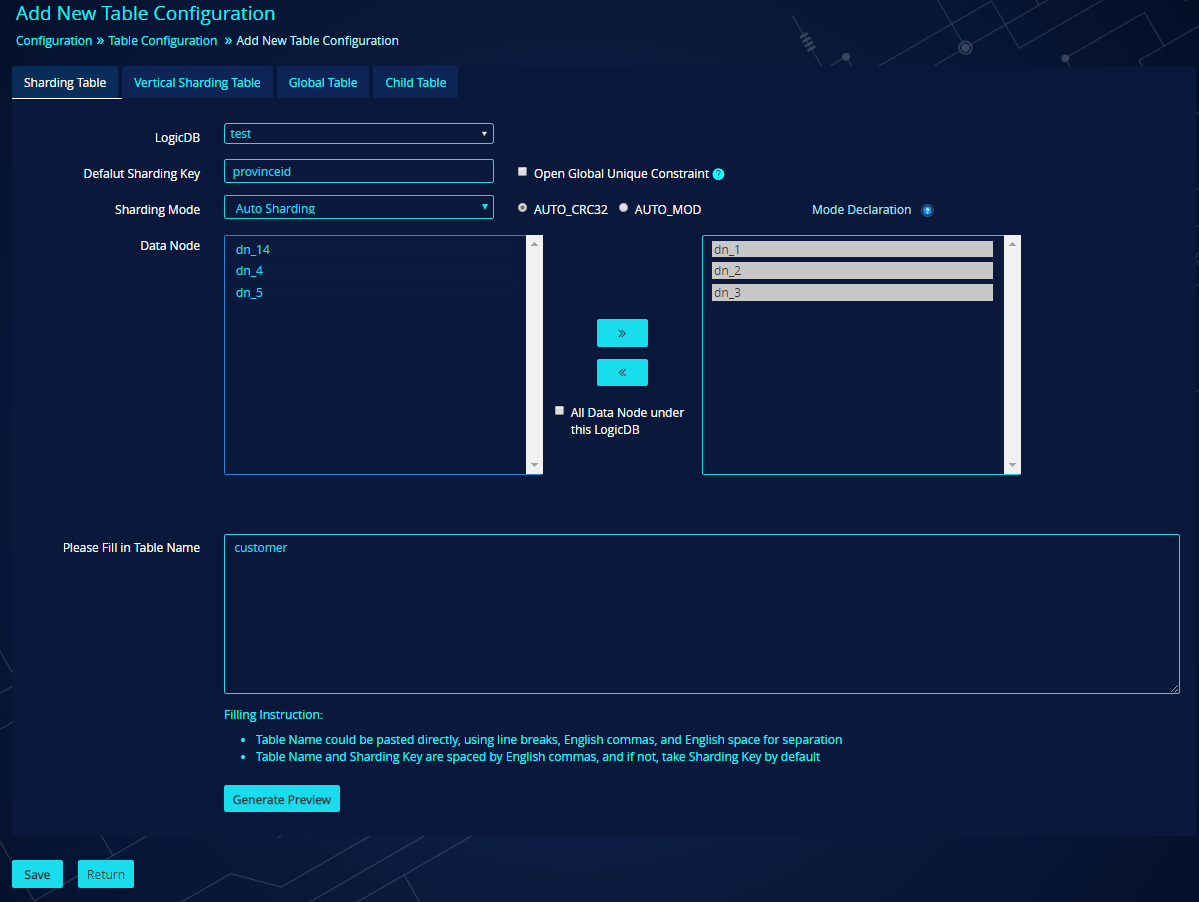 Add New Table Configuration
Configuration » Table Configuration » Add New Table Configuration
Sharding Table Vertical Sharding Table Global Table Child Table
LogicDB test
Defalut Sharding Key provinceid Open Global Unique Constraint ?
Sharding Mode Auto Sharding AUTO_CRC32 AUTO_MOD Mode Declaration ?
Data Node
dn_14
dn_4
dn_5
»
«
All Data Node under
this LogicDB
dn_1
dn_2
dn_3
Please Fill in Table Name customer
Filling Instruction:
• Table Name could be pasted directly, using line breaks, English commas, and English space for separation
• Table Name and Sharding Key are spaced by English commas, and if not, take Sharding Key by default
Generate Preview
Save Return